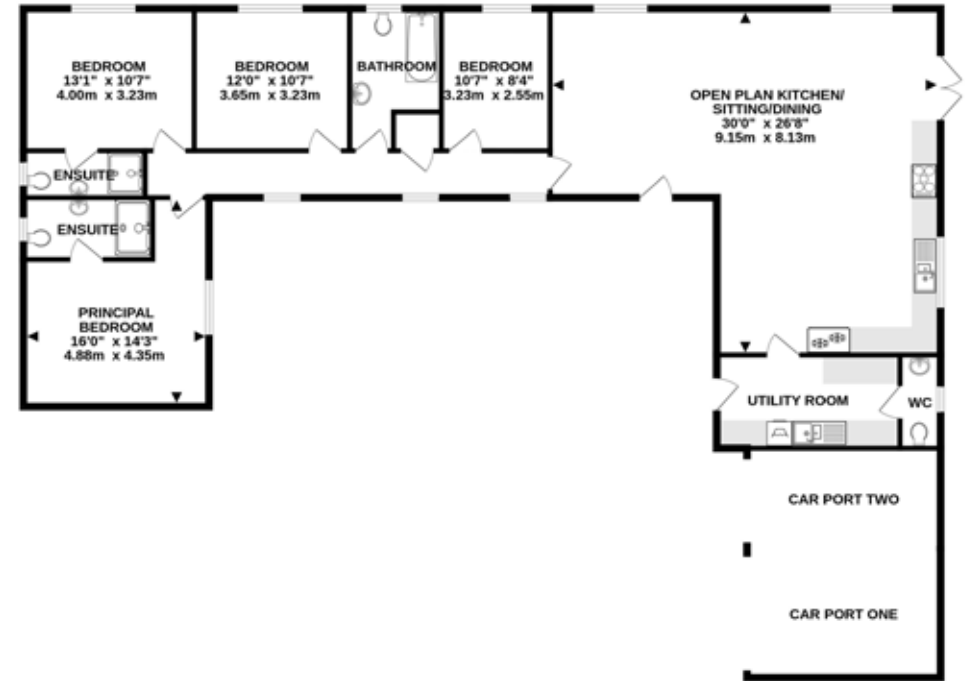 BEDROOM
13'1" x 10'7"
4.00m x 3.23m
BEDROOM
12'0" x 10'7"
3.65m x 3.23m
BATHROOM
BEDROOM
10'7" x 8'4"
3.23m x 2.55m
OPEN PLAN KITCHEN/
SITTING/DINING
30'0" x 26'8"
9.15m x 8.13m
ENSUITE
ENSUITE
PRINCIPAL
BEDROOM
16'0" x 14'3"
4.88m x 4.35m
UTILITY ROOM
WC
CAR PORT TWO
CAR PORT ONE